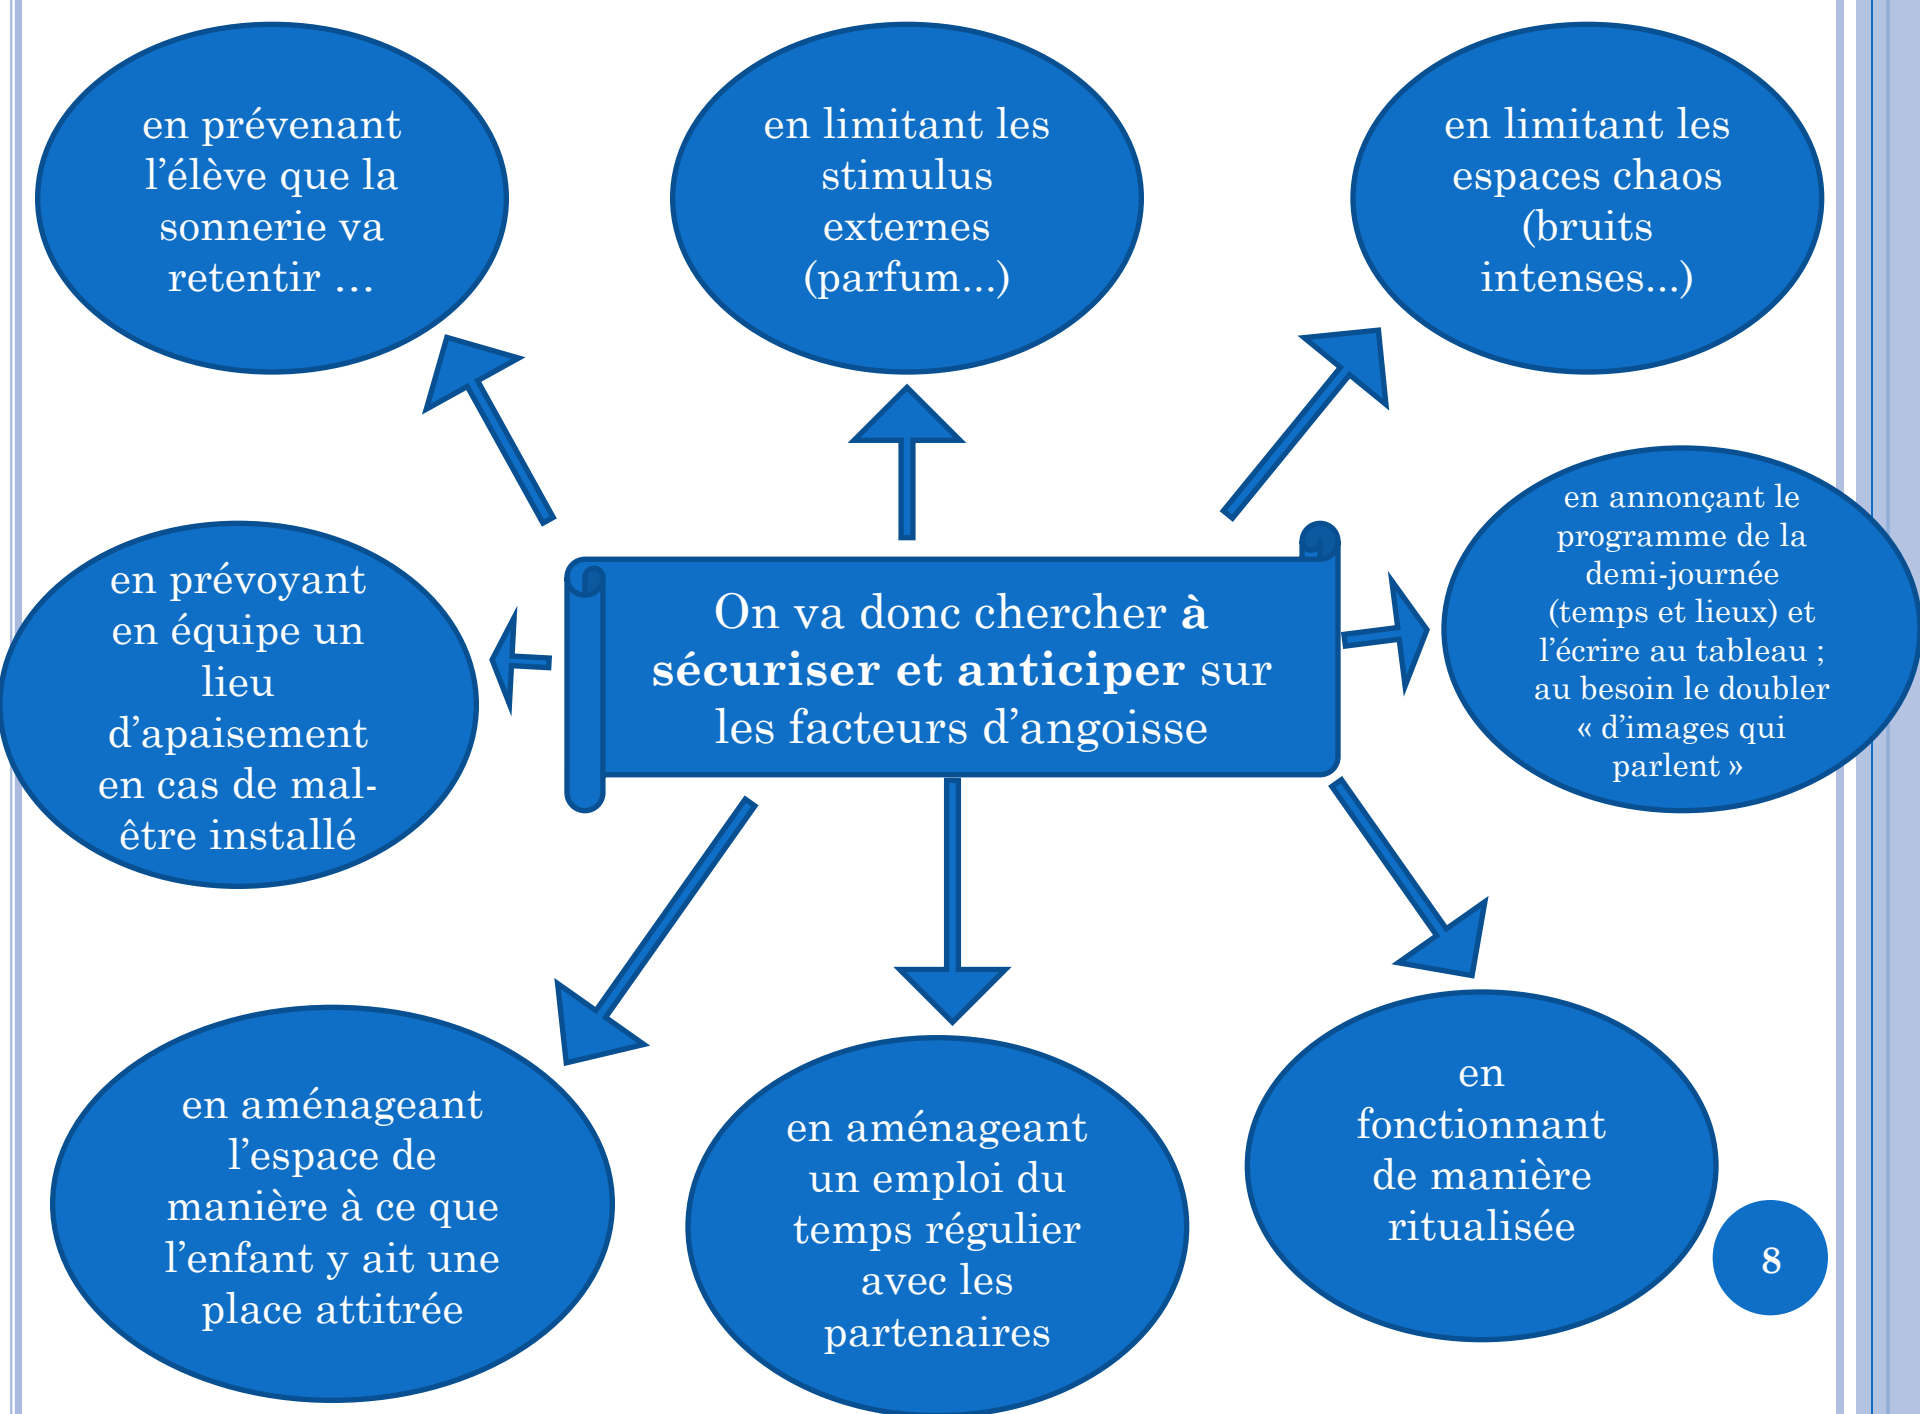 en prévenant
l’élève que la
sonnerie va
retentir …
en limitant les
stimulus
externes
(parfum...)
en limitant les
espaces chaos
(bruits
intenses...)
en annonçant le
programme de la
demi-journée
(temps et lieux) et
l’écrire au tableau ;
au besoin le doubler
« d’images qui
parlent »
en prévoyant
en équipe un
lieu
d’apaisement
en cas de mal-
être installé
On va donc chercher à
sécuriser et anticiper sur
les facteurs d’angoisse
en aménageant
l’espace de
manière à ce que
l’enfant y ait une
place attitrée
en aménageant
un emploi du
temps régulier
avec les
partenaires
en
fonctionnant
de manière
ritualisée
8